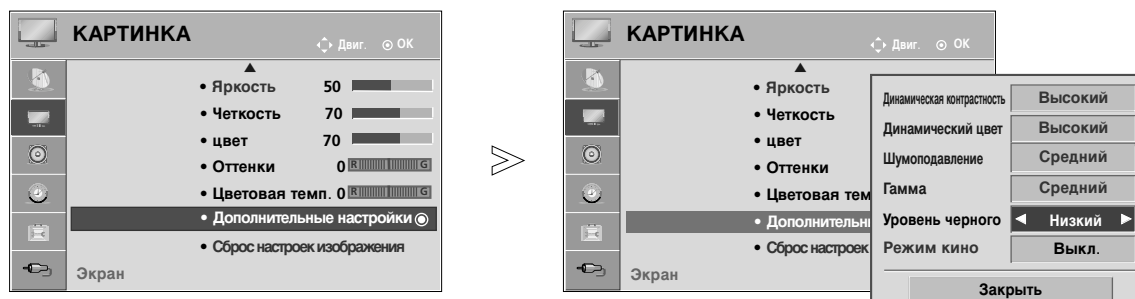 КАРТИНКА
Двиг. ОК
• Яркость 50
• Четкость 70
• цвет 70
• Оттенки 0 R G
• Цветовая темп. 0 R G
• Дополнительные настройки
• Сброс настроек изображения
Экран
КАРТИНКА
Двиг. ОК
• Яркость
• Четкость
• цвет
• Оттенки
• Цветовая тем
• Дополнительн
• Сброс настроек
Экран
Динамическая контрастность Высокий
Динамический цвет Высокий
Шумоподавление Средний
Гамма Средний
Уровень черного Низкий
Режим кино Выкл.
Закрыть